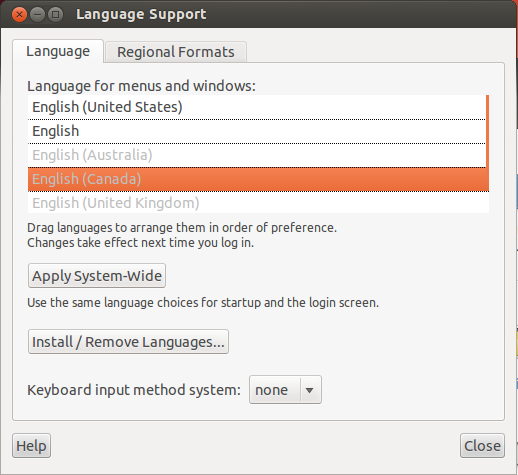 Language Support
Language
Regional Formats
Language for menus and windows:
English (United States)
English
English (Australia)
English (Canada)
English (United Kingdom)
Drag languages to arrange them in order of preference.
Changes take effect next time you log in.
Apply System-Wide
Use the same language choices for startup and the login screen.
Install / Remove Languages...
Keyboard input method system: none
Help
Close